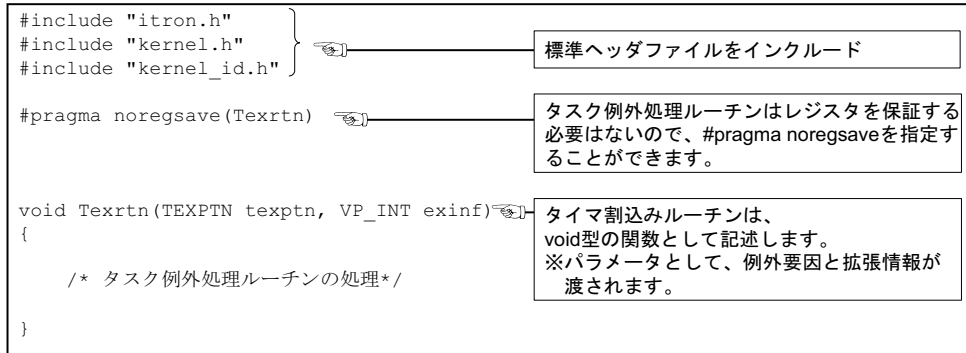 #include "itron.h"
#include "kernel.h"
#include "kernel_id.h"
標準ヘッダファイルをインクルード
#pragma noregsave(Texrtn)
タスク例外処理ルーチンはレジスタを保証する
必要はないので、#pragma noregsaveを指定す
ることができます。
void Texrtn(TEXPTN texptn, VP_INT exinf)
{
/* タスク例外処理ルーチンの処理*/
}
タイマ割込みルーチンは、
void型の関数として記述します。
※パラメータとして、例外要因と拡張情報が
渡されます。